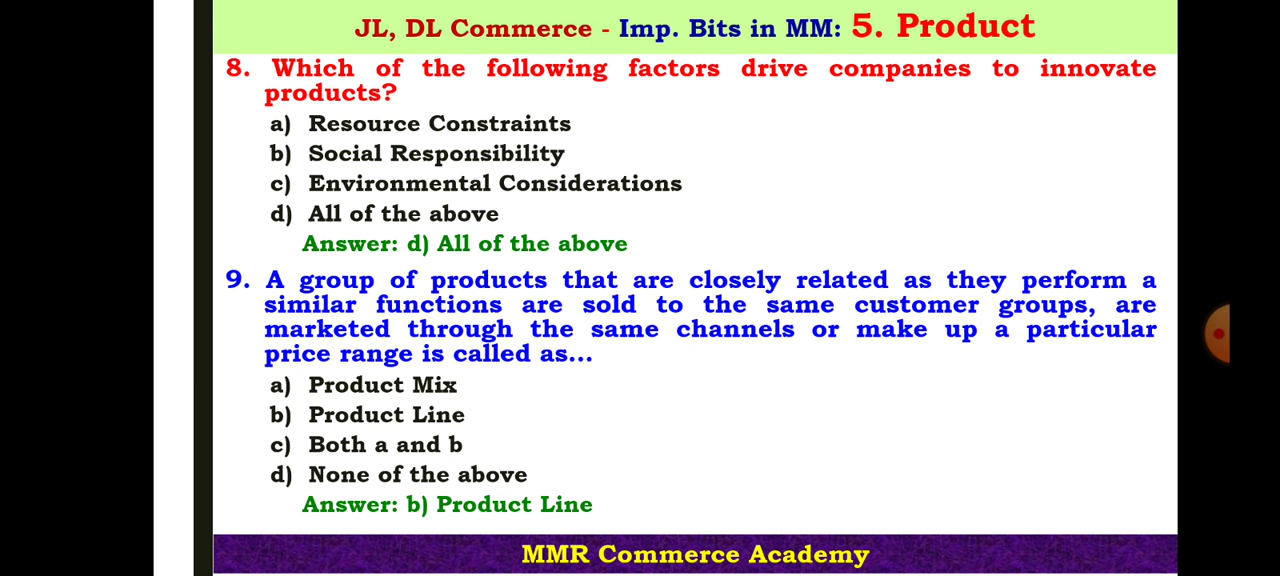 JL, DL Commerce - Imp. Bits in MM: 5. Product
8. Which of the following factors drive companies to innovate
products?
a) Resource Constraints
b) Social Responsibility
c) Environmental Considerations
d) All of the above
Answer: d) All of the above
9. A group of products that are closely related as they perform a
similar functions are sold to the same customer groups, are
marketed through the same channels or make up a particular
price range is called as...
a) Product Mix
b) Product Line
c) Both a and b
d) None of the above
Answer: b) Product Line
MMR Commerce Academy